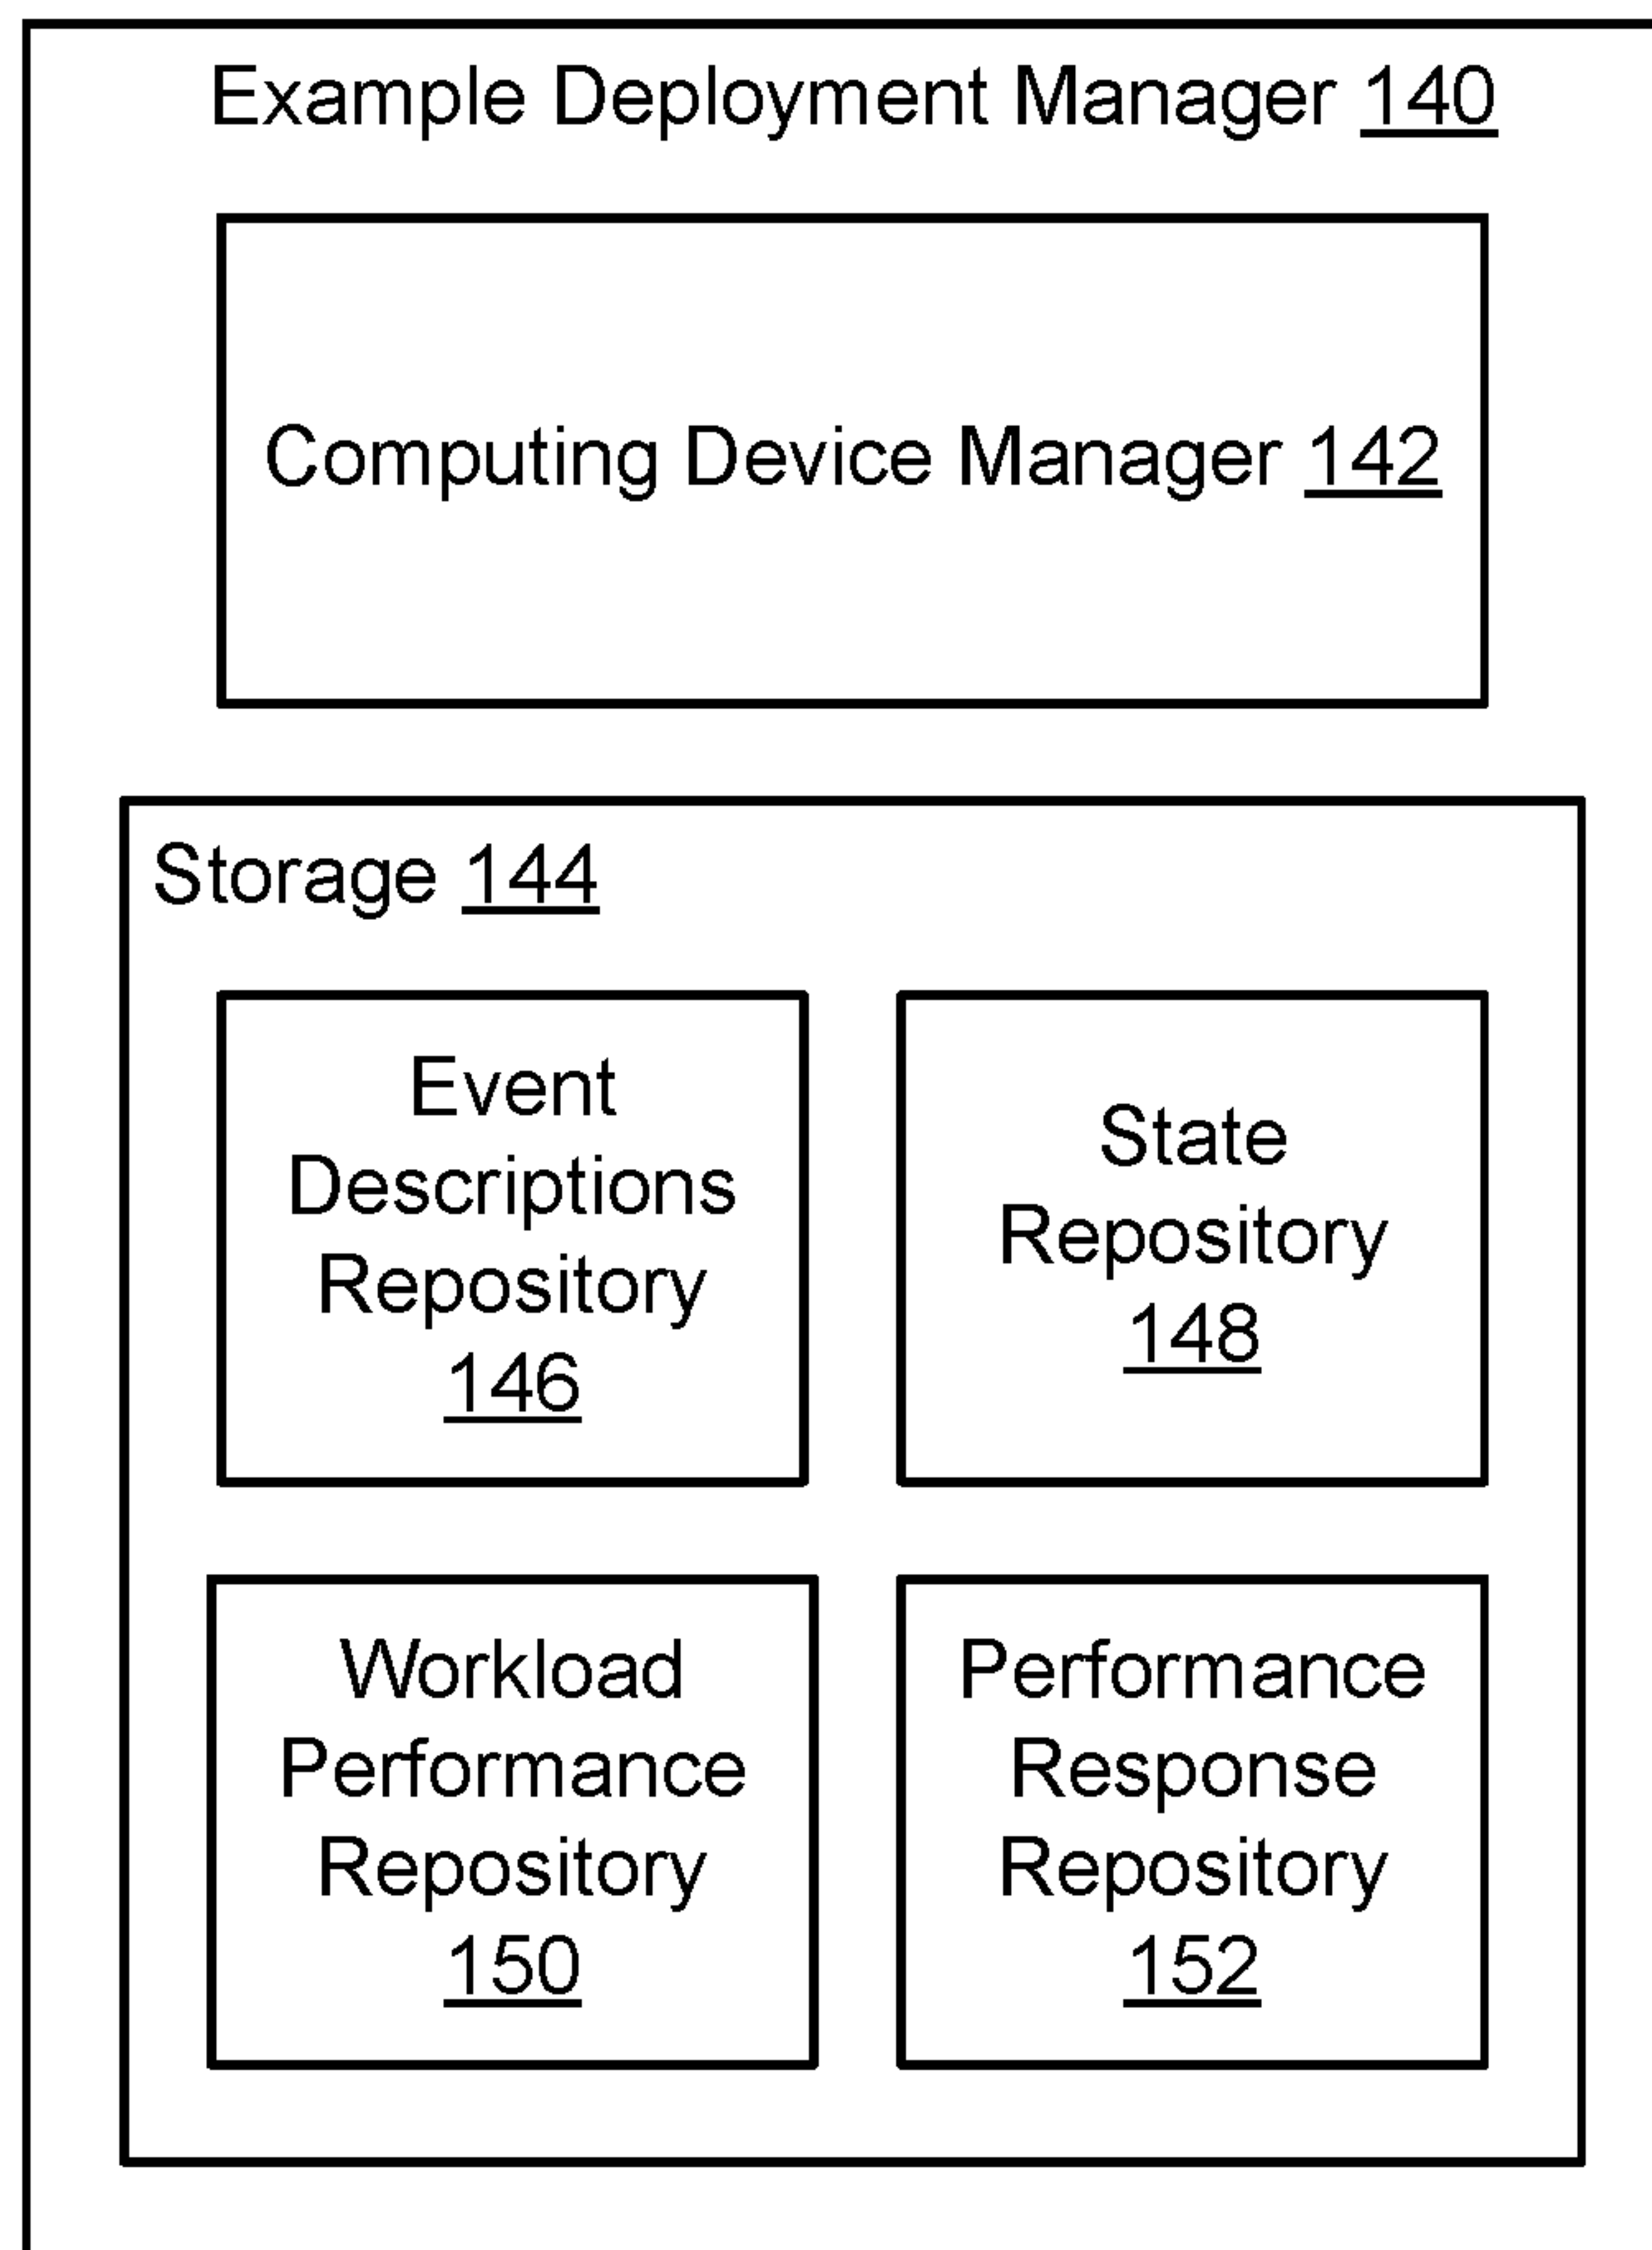 Example Deployment Manager 140
Computing Device Manager 142
Storage 144
Event
Descriptions
Repository
146
State
Repository
148
Workload
Performance
Repository
150
Performance
Response
Repository
152